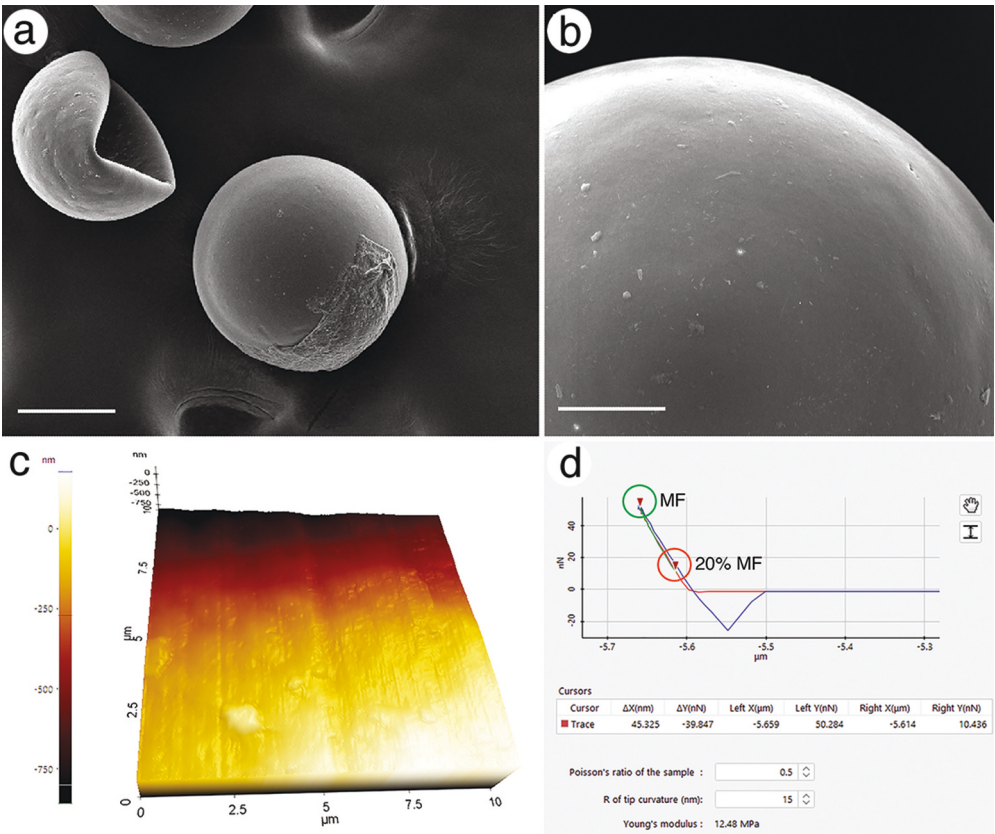 a
b
c
nm
0
-250
-500
-750
nm
0
-250
-500
-750
10
7.5
5
2.5
0
µm
0
2.5
5
7.5
10
µm
d
MF
20% MF
40
20
0
-20
nN
-5.7 -5.6 -5.5 -5.4 -5.3
µm
Cursors
Cursor ΔX(nm) ΔY(nN) Left X(µm) Left Y(nN) Right X(µm) Right Y(nN)
Trace 45.325 -39.847 -5.659 50.284 -5.614 10.436
Poisson's ratio of the sample : 0.5
R of tip curvature (nm): 15
Young's modulus : 12.48 MPa